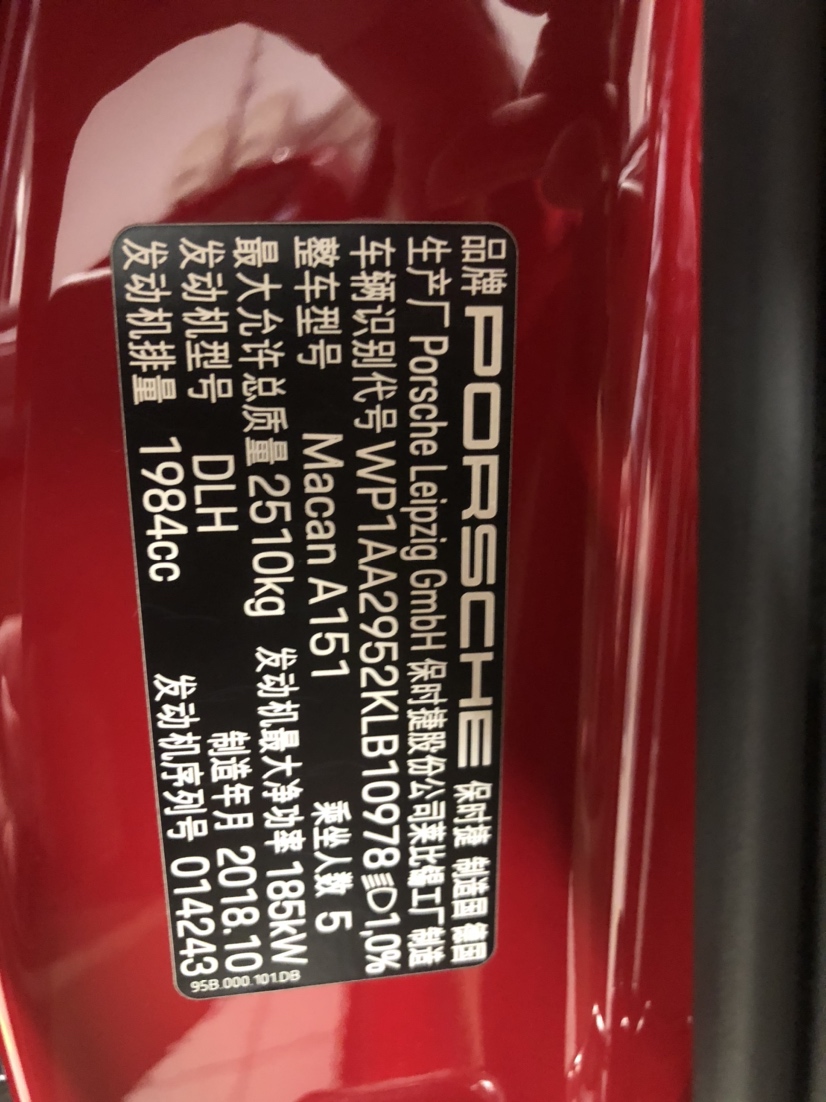 品牌 PORSCHE 保时捷 制造国 德国
生产厂 Porsche Leipzig GmbH 保时捷股份公司莱比锡工厂 制造
车辆识别代号 WP1AA2952KLB10978 1,0%
整车型号 Macan A151 乘坐人数 5
最大允许总质量 2510kg 发动机最大净功率 185kW
发动机型号 DLH 制造年月 2018.10
发动机排量 1984cc 发动机序列号 014243
95B.000.101.DB